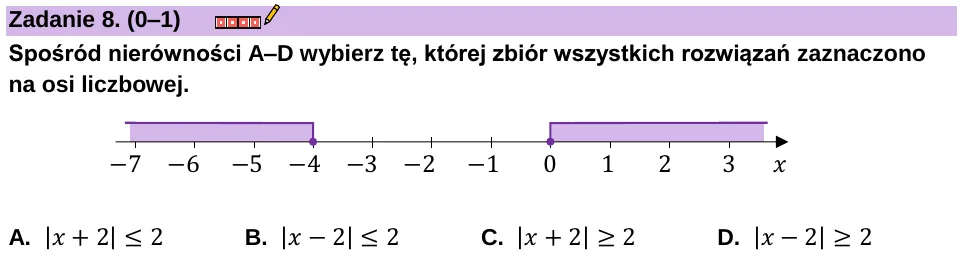 Zadanie 8. (0–1)
Spośród nierówności A–D wybierz tę, której zbiór wszystkich rozwiązań zaznaczono
na osi liczbowej.
−7 −6 −5 −4 −3 −2 −1 0 1 2 3 x
A. |x + 2| ≤ 2 B. |x − 2| ≤ 2 C. |x + 2| ≥ 2 D. |x − 2| ≥ 2